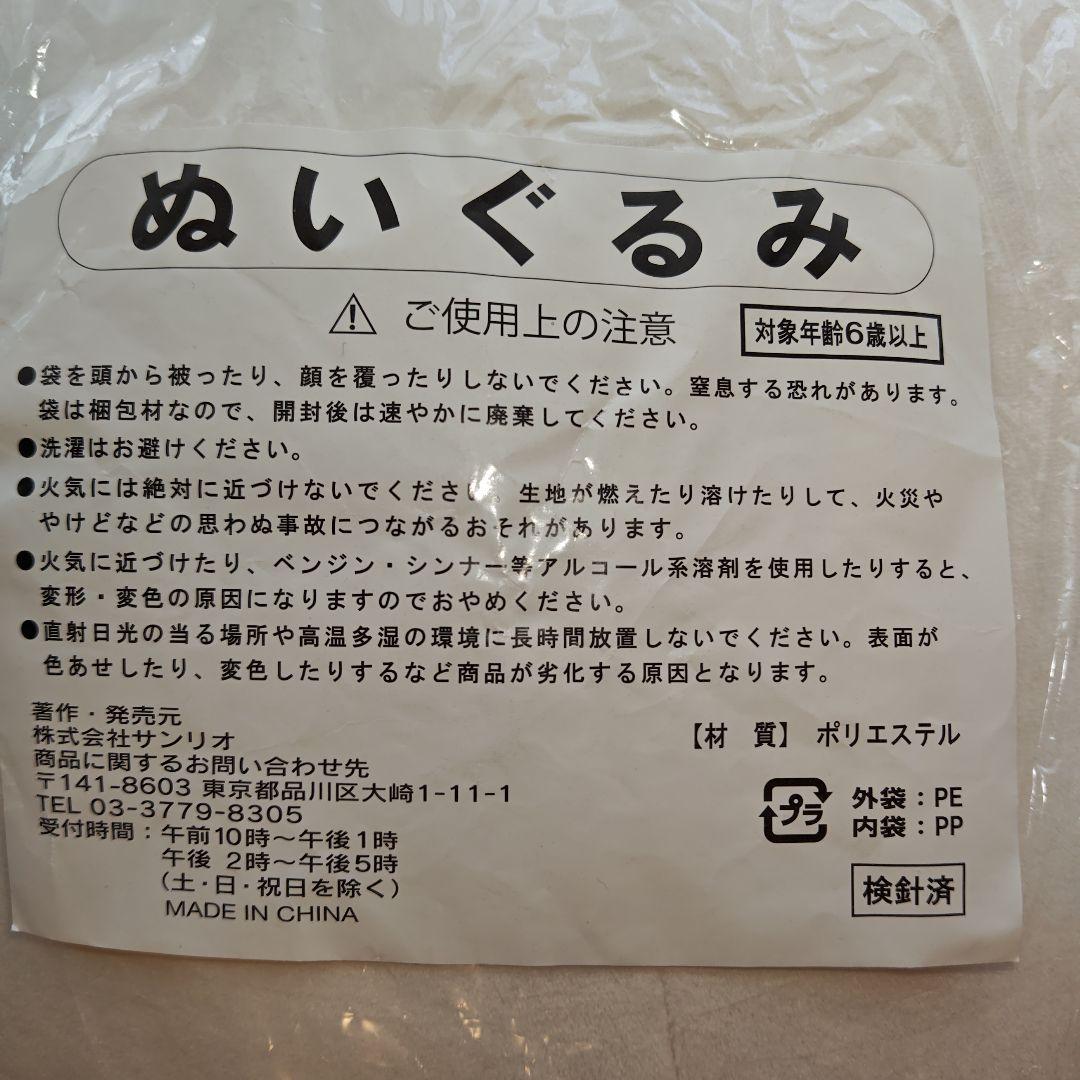 ぬいぐるみ
⚠ ご使用上の注意
対象年齢6歳以上
●袋を頭から被ったり、顔を覆ったりしないでください。窒息する恐れがあります。
袋は梱包材なので、開封後は速やかに廃棄してください。
●洗濯はお避けください。
●火気には絶対に近づけないでください。生地が燃えたり溶けたりして、火災や
やけどなどの思わぬ事故につながるおそれがあります。
●火気に近づけたり、ベンジン・シンナー等アルコール系溶剤を使用したりすると、
変形・変色の原因になりますのでおやめください。
●直射日光の当る場所や高温多湿の環境に長時間放置しないでください。表面が
色あせしたり、変色したりするなど商品が劣化する原因となります。
著作・発売元
株式会社サンリオ
商品に関するお問い合わせ先
〒141-8603 東京都品川区大崎1-11-1
TEL 03-3779-8305
受付時間：午前10時～午後1時
午後 2時～午後5時
（土・日・祝日を除く）
MADE IN CHINA
【材　質】 ポリエステル
プラ
外袋：PE
内袋：PP
検針済